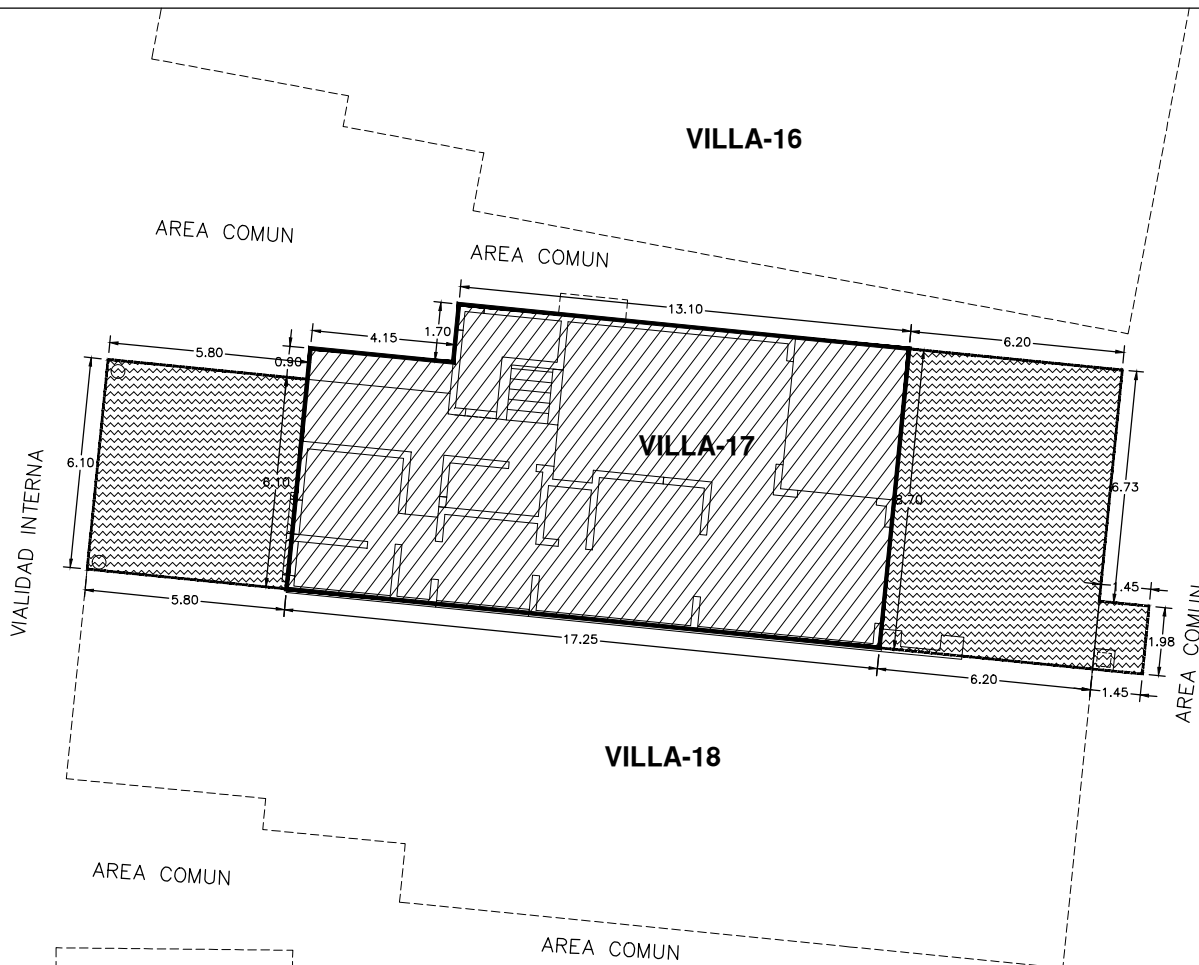 VILLA-16
AREA COMUN
AREA COMUN
13.10
4.15
1.70
6.20
5.80
0.90
VILLA-17
6.10
6.10
8.70
6.73
VIALIDAD INTERNA
1.45
5.80
17.25
1.98
6.20
1.45
AREA COMUN
VILLA-18
AREA COMUN
AREA COMUN